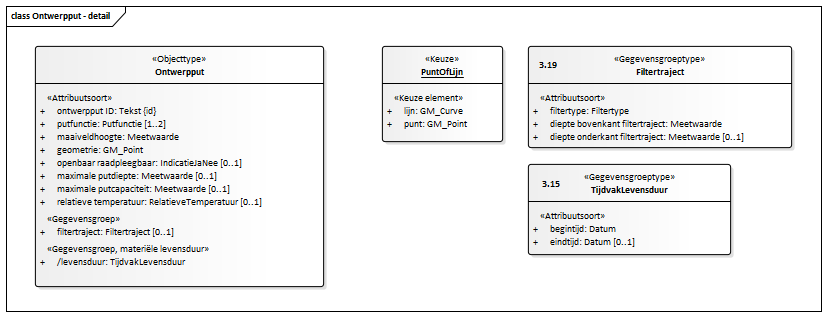 class Ontwerpput - detail
«Objecttype»
Ontwerpput
«Attribuutsoort»
+ ontwerpput ID: Tekst {id}
+ putfunctie: Putfunctie [1..2]
+ maaiveldhoogte: Meetwaarde
+ geometrie: GM_Point
+ openbaar raadpleegbaar: IndicatieJaNee [0..1]
+ maximale putdiepte: Meetwaarde [0..1]
+ maximale putcapaciteit: Meetwaarde [0..1]
+ relatieve temperatuur: RelatieveTemperatuur [0..1]
«Gegevensgroep»
+ filtertraject: Filtertraject [0..1]
«Gegevensgroep, materiële levensduur»
+ /levensduur: TijdvakLevensduur
«Keuze»
PuntOfLijn
«Keuze element»
+ lijn: GM_Curve
+ punt: GM_Point
3.19 «Gegevensgroeptype»
Filtertraject
«Attribuutsoort»
+ filtertype: Filtertype
+ diepte bovenkant filtertraject: Meetwaarde
+ diepte onderkant filtertraject: Meetwaarde [0..1]
3.15 «Gegevensgroeptype»
TijdvakLevensduur
«Attribuutsoort»
+ begintijd: Datum
+ eindtijd: Datum [0..1]